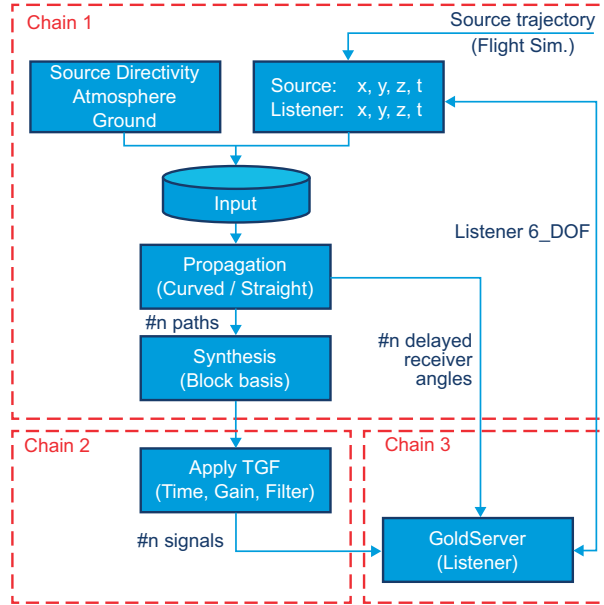 Chain 1
Source trajectory
(Flight Sim.)
Source Directivity
Atmosphere
Ground
Source: x, y, z, t
Listener: x, y, z, t
Input
Listener 6_DOF
Propagation
(Curved / Straight)
#n paths
#n delayed
receiver
angles
Synthesis
(Block basis)
Chain 2
Chain 3
Apply TGF
(Time, Gain, Filter)
#n signals
GoldServer
(Listener)